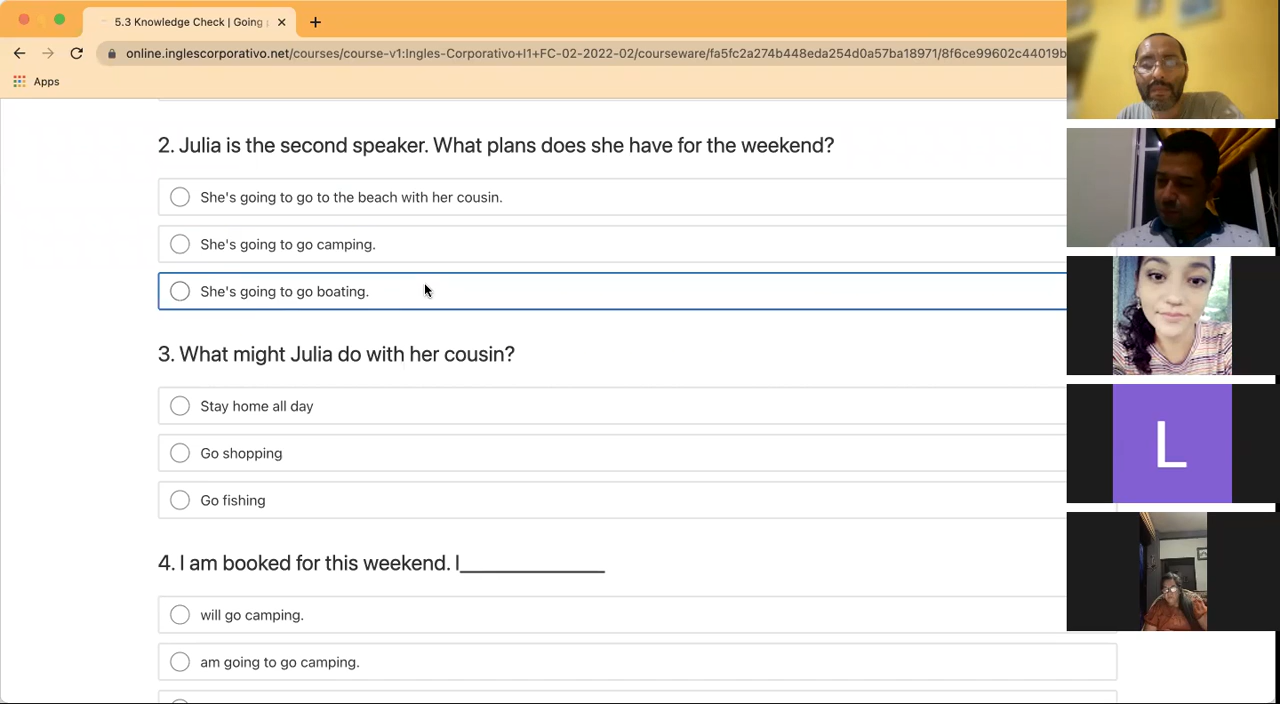 5.3 Knowledge Check | Going
online.inglescorporativo.net/courses/course-v1:Ingles-Corporativo+I1+FC-02-2022-02/courseware/fa5fc2a274b448eda254d0a57ba18971/8f6ce99602c44019b
Apps
2. Julia is the second speaker. What plans does she have for the weekend?
She's going to go to the beach with her cousin.
She's going to go camping.
She's going to go boating.
3. What might Julia do with her cousin?
Stay home all day
Go shopping
Go fishing
4. I am booked for this weekend. I______________
will go camping.
am going to go camping.
L